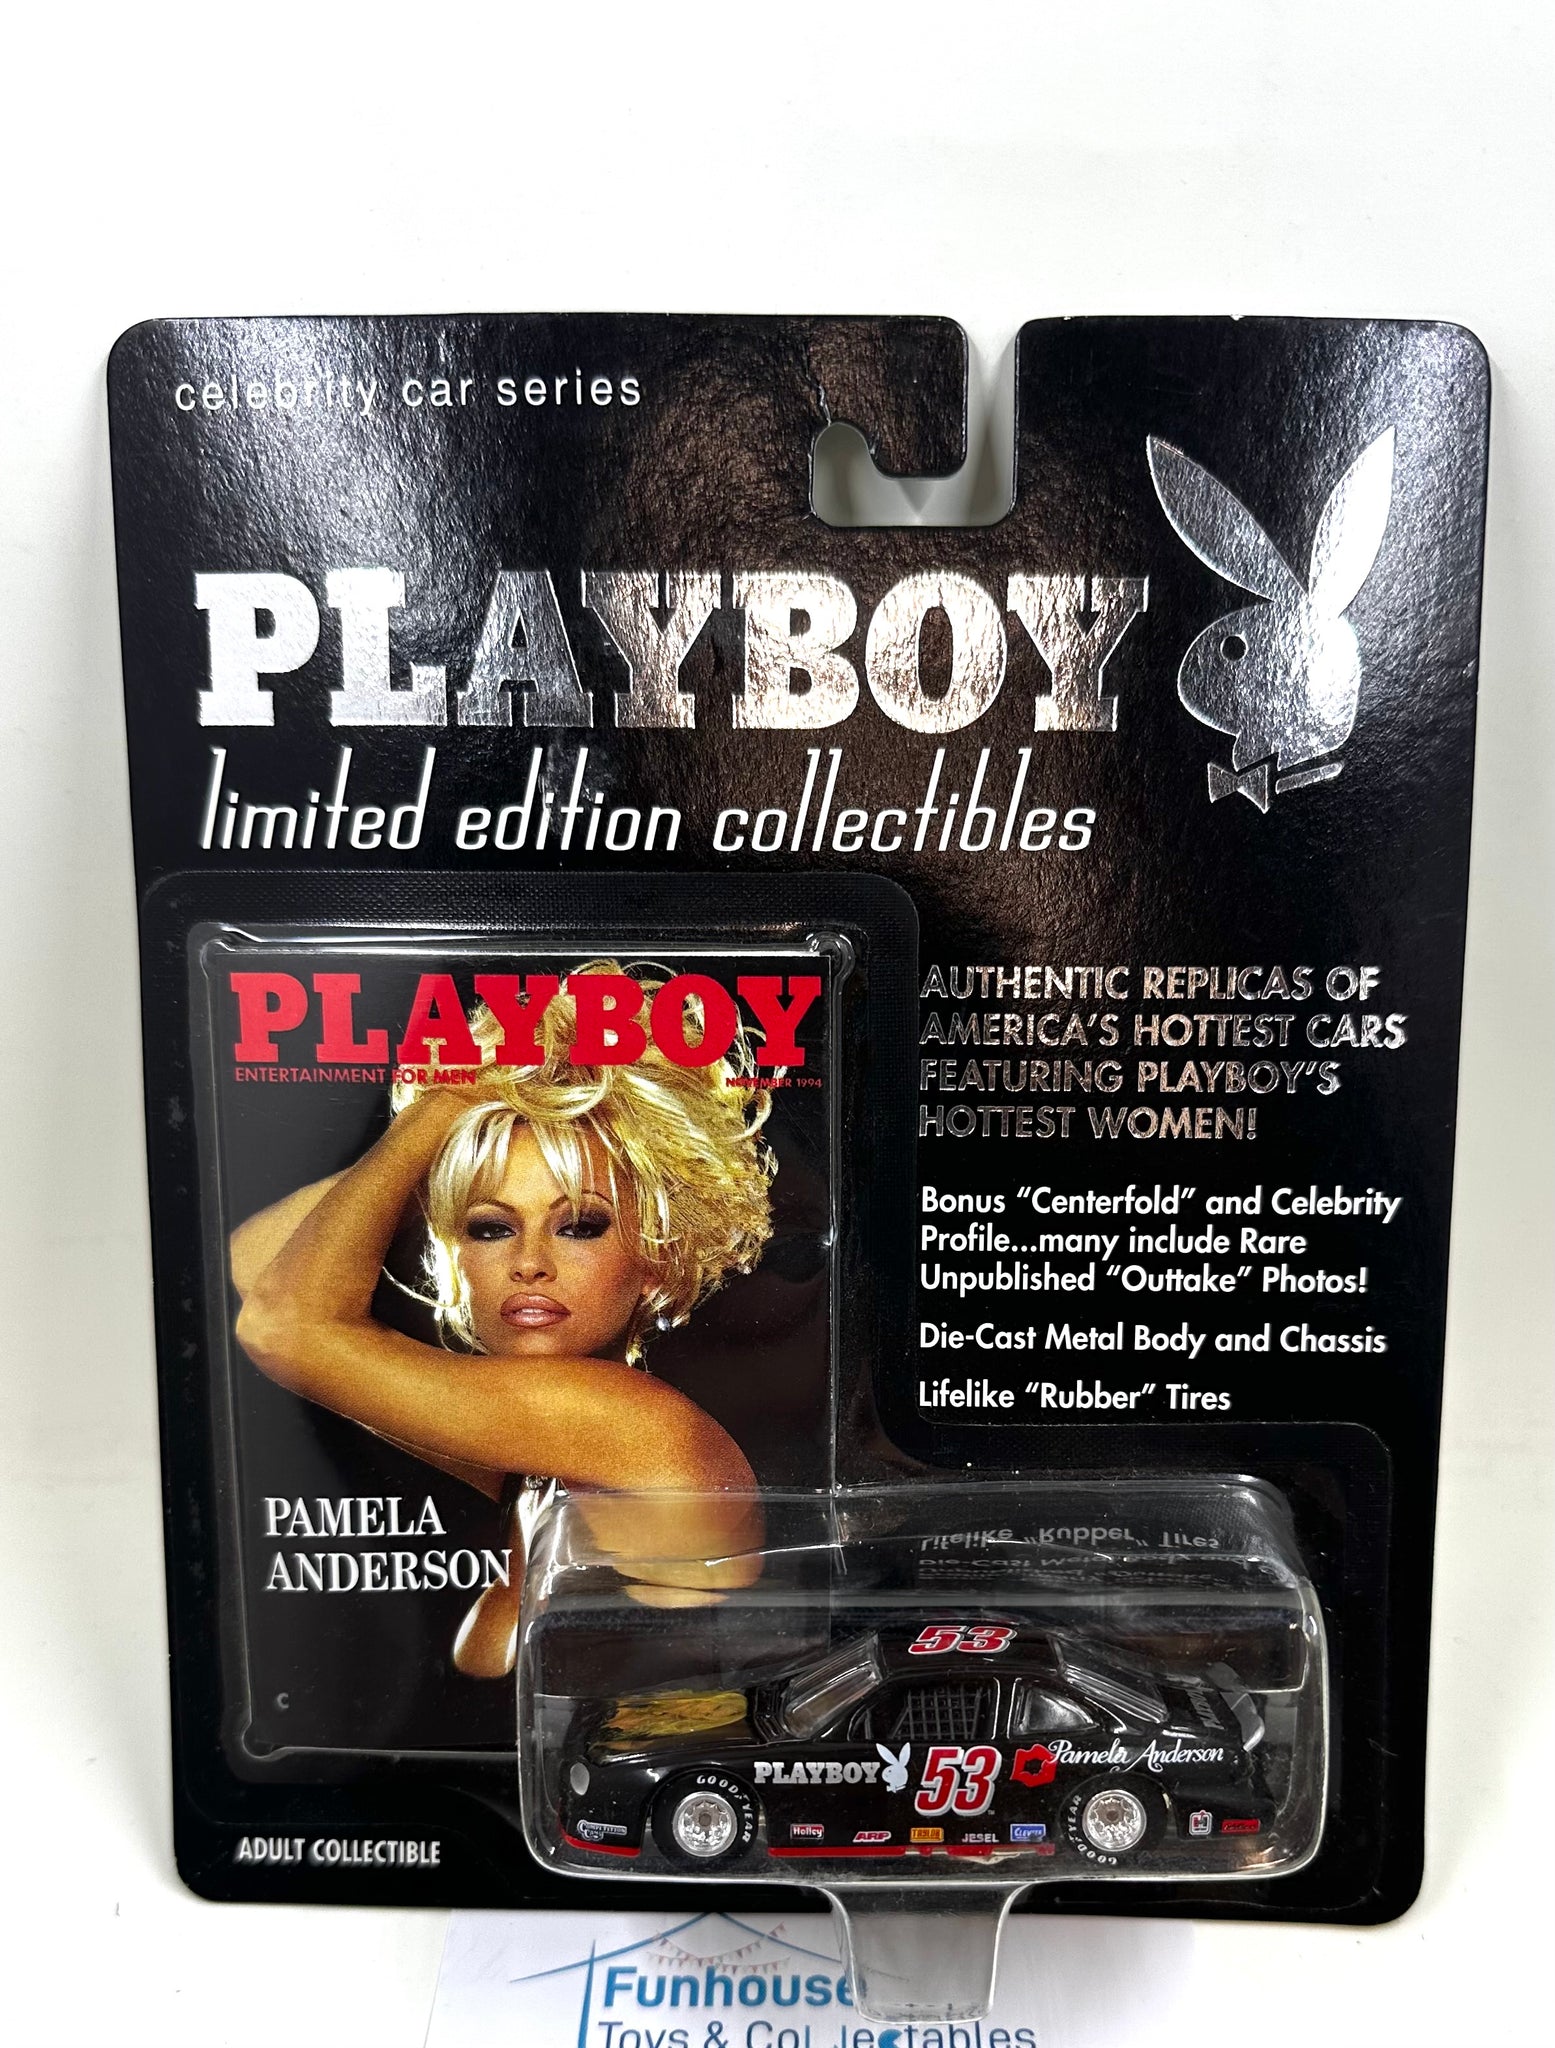 celebrity car series
PLAYBOY
limited edition collectibles
PLAYBOY
ENTERTAINMENT FOR MEN
NOVEMBER 1994
PAMELA
ANDERSON
C
AUTHENTIC REPLICAS OF
AMERICA'S HOTTEST CARS
FEATURING PLAYBOY'S
HOTTEST WOMEN!
Bonus "Centerfold" and Celebrity
Profile...many include Rare
Unpublished "Outtake" Photos!
Die-Cast Metal Body and Chassis
Lifelike "Rubber" Tires
53
PLAYBOY 53 Pamela Anderson
GOODYEAR
GOODYEAR
Holley
ARP
JESEL
CLEVITE
ADULT COLLECTIBLE
Funhouse
Toys & Collectables